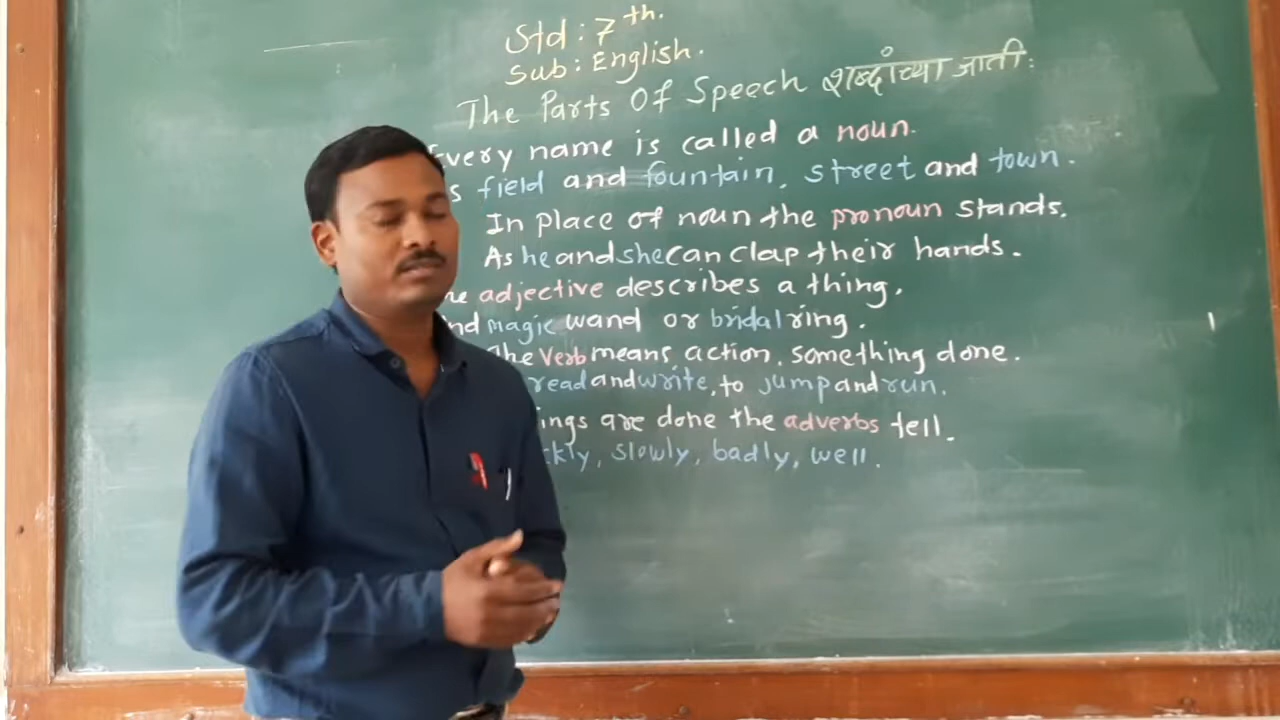 Std : 7th.
Sub : English.
The Parts Of Speech शब्दांच्या जाती :
Every name is called a noun.
s field and fountain, street and town.
In place of noun the pronoun stands.
As he and she can clap their hands.
he adjective describes a thing,
nd magic wand or bridal ring.
The Verb means action, something done.
read and write, to jump and run.
ings are done the adverbs tell.
ckly, slowly, badly, well.